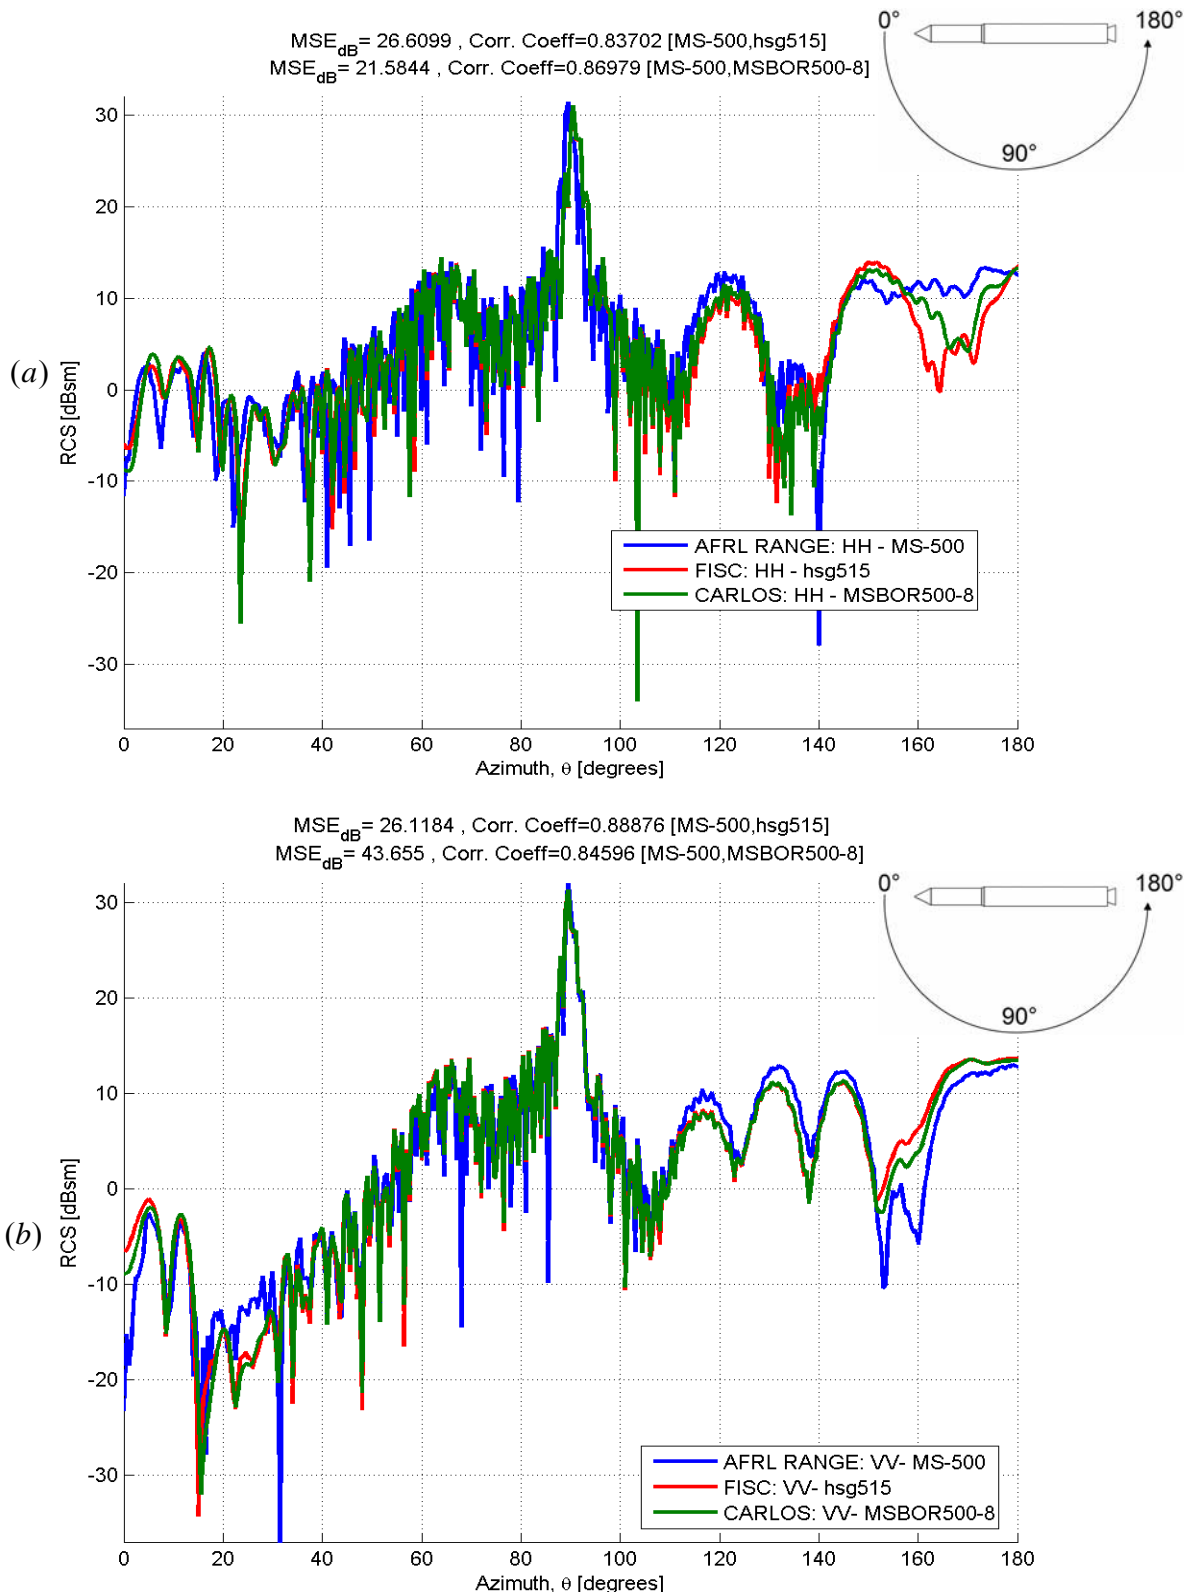 MSE_dB= 26.6099 , Corr. Coeff=0.83702 [MS-500,hsg515]
MSE_dB= 21.5844 , Corr. Coeff=0.86979 [MS-500,MSBOR500-8]
0°
180°
90°
30
20
10
0
-10
-20
-30
RCS [dBsm]
(a)
AFRL RANGE: HH - MS-500
FISC: HH - hsg515
CARLOS: HH - MSBOR500-8
0 20 40 60 80 100 120 140 160 180
Azimuth, θ [degrees]
MSE_dB= 26.1184 , Corr. Coeff=0.88876 [MS-500,hsg515]
MSE_dB= 43.655 , Corr. Coeff=0.84596 [MS-500,MSBOR500-8]
0°
180°
90°
30
20
10
0
-10
-20
-30
RCS [dBsm]
(b)
AFRL RANGE: VV- MS-500
FISC: VV- hsg515
CARLOS: VV- MSBOR500-8
0 20 40 60 80 100 120 140 160 180
Azimuth, θ [degrees]